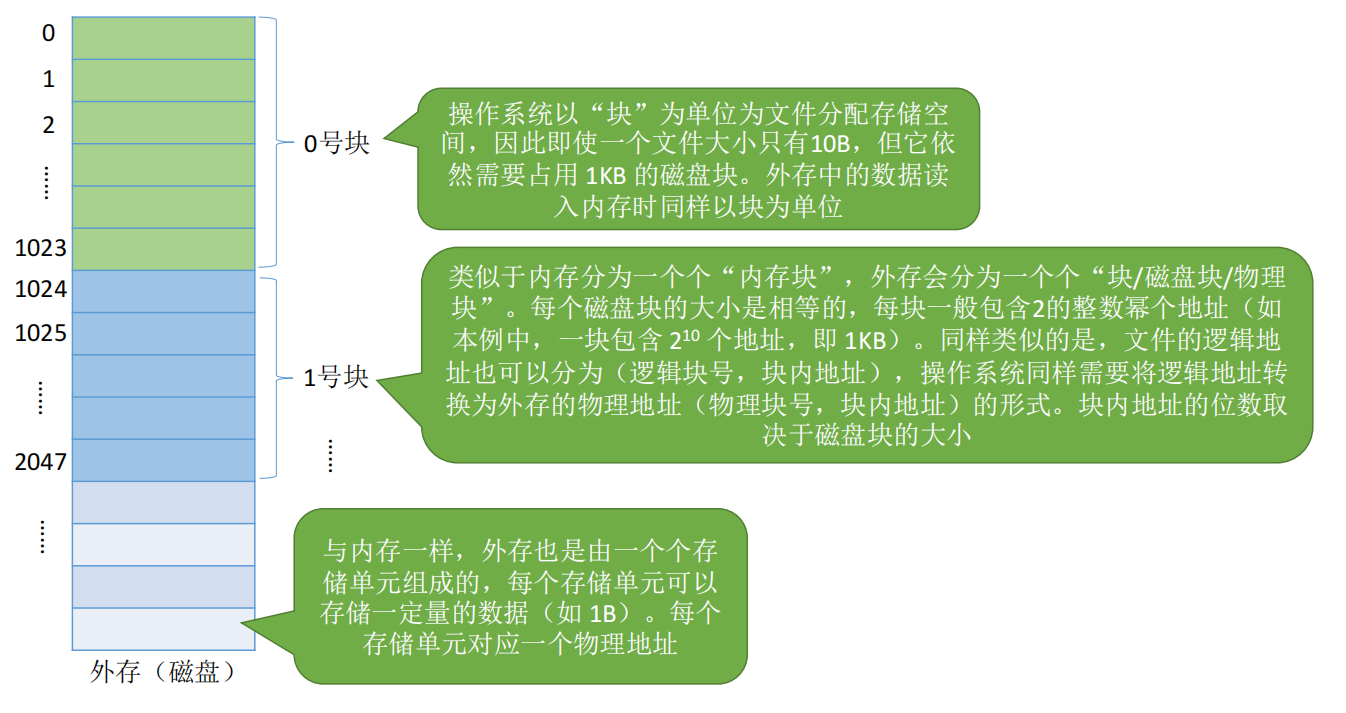 0
1
2
……
1023
1024
1025
……
2047
……
外存（磁盘）
0号块
1号块
……
操作系统以“块”为单位为文件分配存储空
间，因此即使一个文件大小只有10B，但它依
然需要占用 1KB 的磁盘块。外存中的数据读
入内存时同样以块为单位
类似于内存分为一个个“内存块”，外存会分为一个个“块/磁盘块/物理
块”。每个磁盘块的大小是相等的，每块一般包含2的整数幂个地址（如
本例中，一块包含 2¹⁰ 个地址，即 1KB）。同样类似的是，文件的逻辑地
址也可以分为（逻辑块号，块内地址），操作系统同样需要将逻辑地址转
换为外存的物理地址（物理块号，块内地址）的形式。块内地址的位数取
决于磁盘块的大小
与内存一样，外存也是由一个个存
储单元组成的，每个存储单元可以
存储一定量的数据（如 1B）。每个
存储单元对应一个物理地址